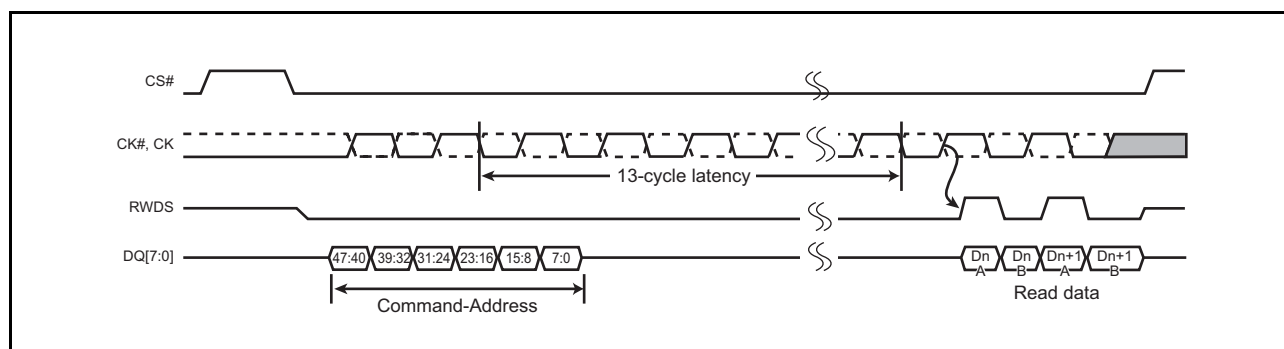 CS#
CK#, CK
13-cycle latency
RWDS
DQ[7:0]
47:40 39:32 31:24 23:16 15:8 7:0
Dn A Dn B Dn+1 A Dn+1 B
Command-Address
Read data